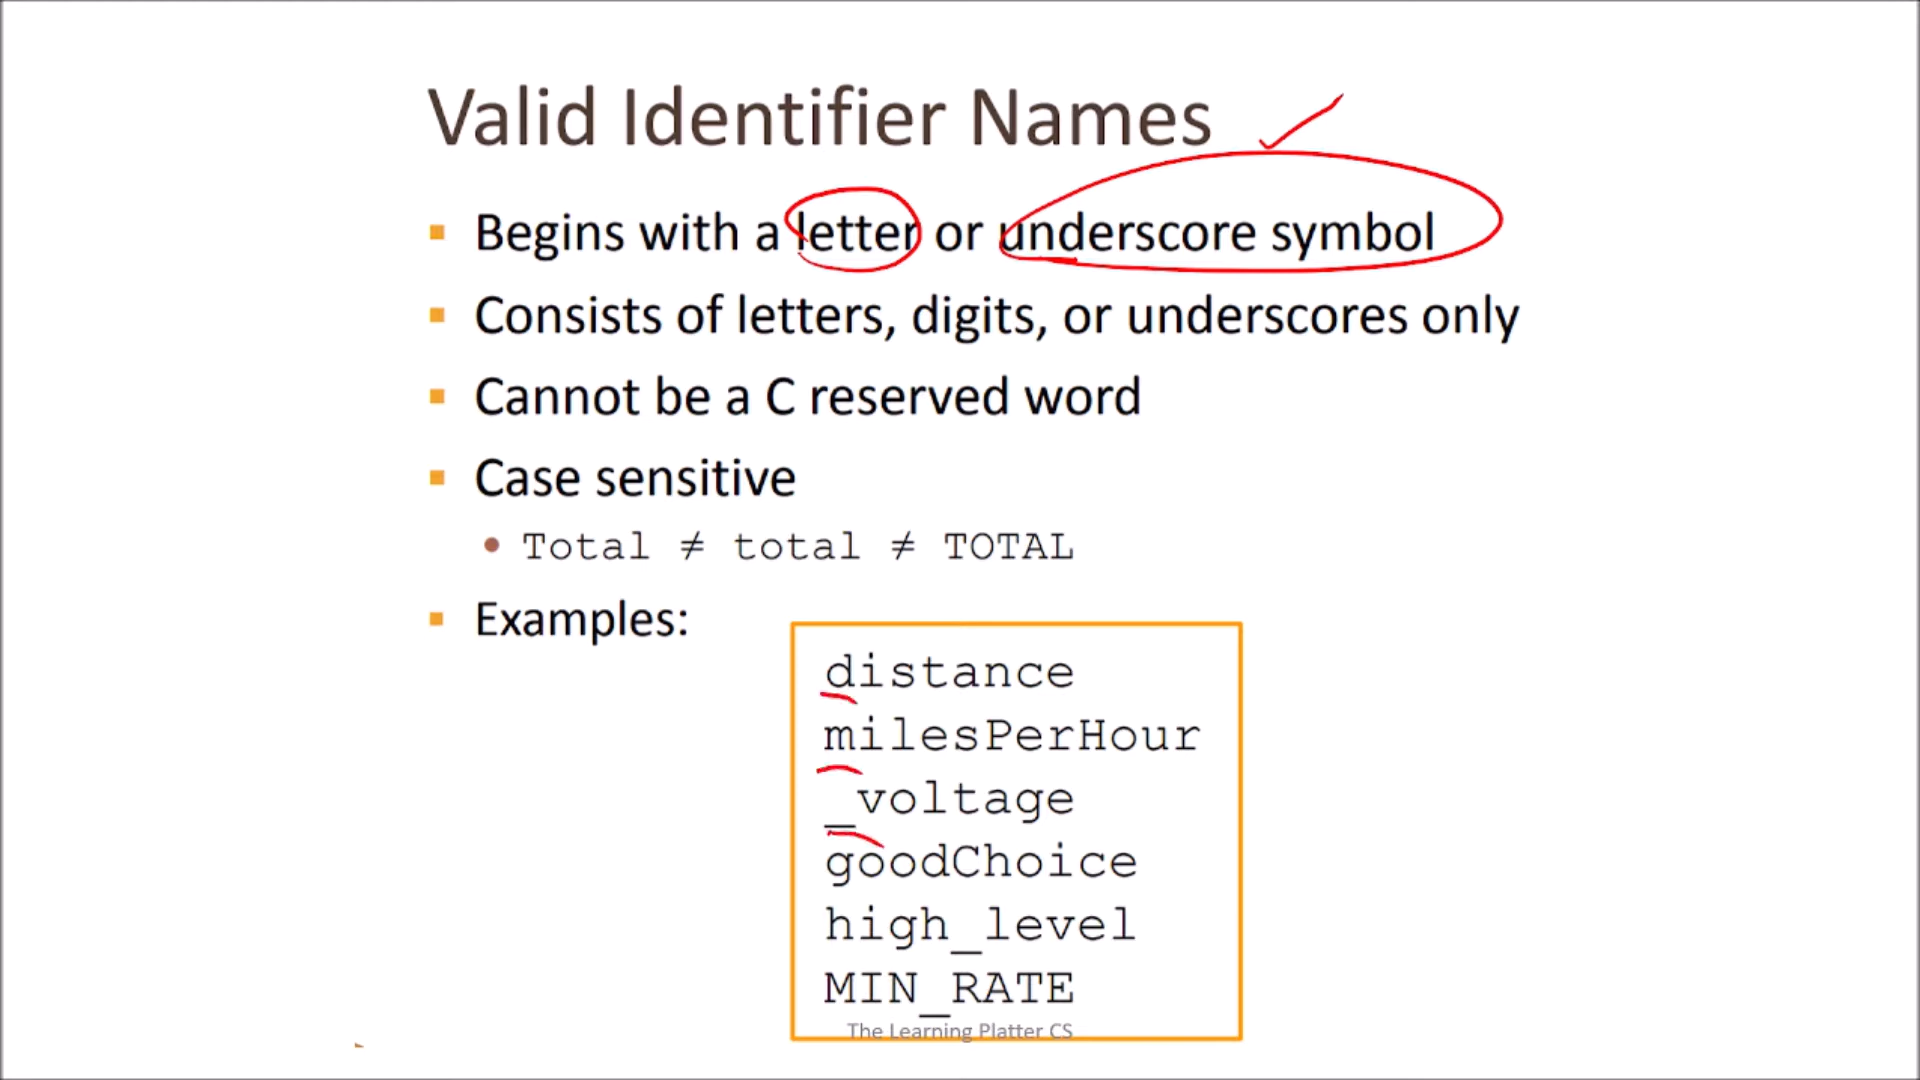 Valid Identifier Names
Begins with a letter or underscore symbol
Consists of letters, digits, or underscores only
Cannot be a C reserved word
Case sensitive
Total ≠ total ≠ TOTAL
Examples:
distance
milesPerHour
_voltage
goodChoice
high_level
MIN_RATE
The Learning Platter CS